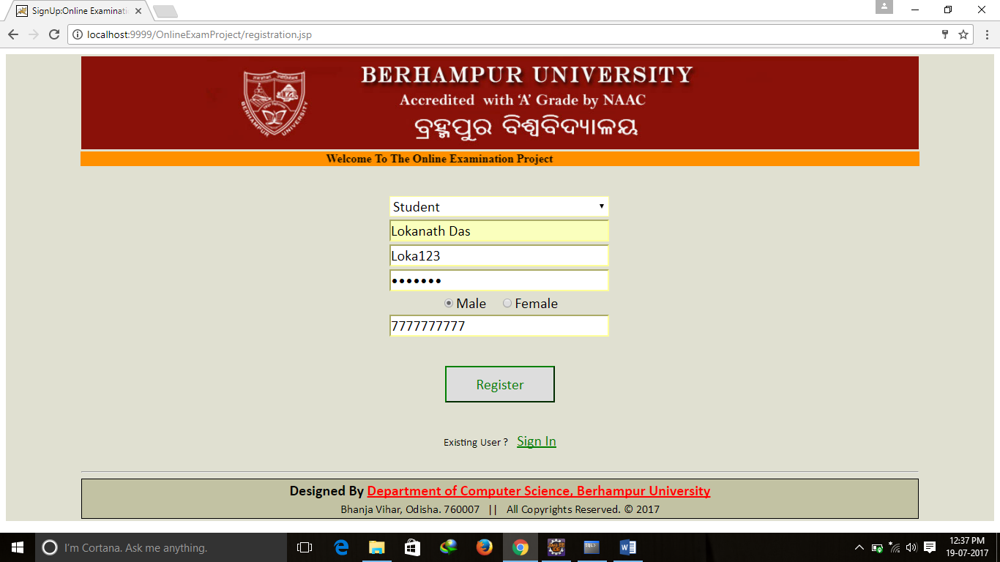 SignUp:Online Examinati
localhost:9999/OnlineExamProject/registration.jsp
BERHAMPUR UNIVERSITY
Accredited with ‘A’ Grade by NAAC
ବ୍ରହ୍ମପୁର ବିଶ୍ଵବିଦ୍ୟାଳୟ
BERHAMPUR UNIVERSITY
Welcome To The Online Examination Project
Student
Lokanath Das
Loka123
•••••••
Male Female
7777777777
Register
Existing User ? Sign In
Designed By Department of Computer Science, Berhampur University
Bhanja Vihar, Odisha. 760007 || All Copyrights Reserved. © 2017
I'm Cortana. Ask me anything.
12:37 PM
19-07-2017